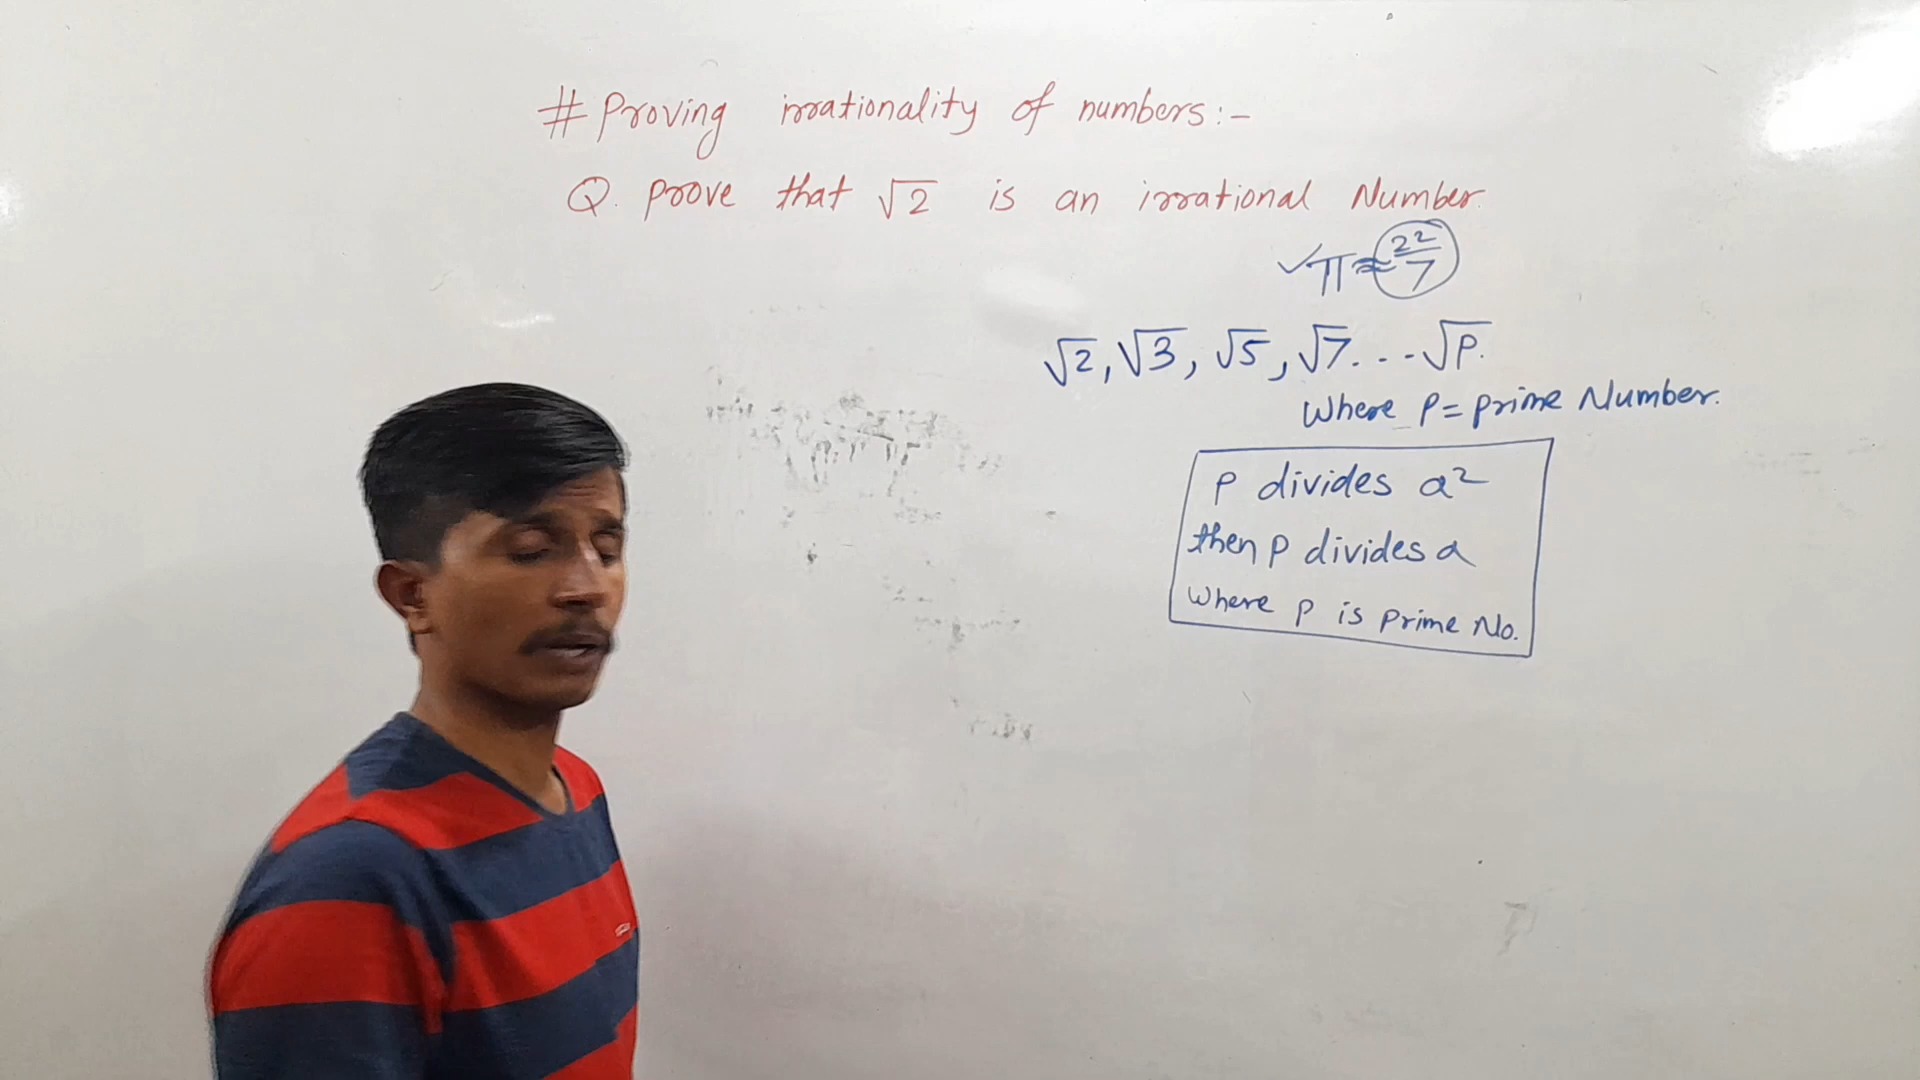 # Proving irrationality of numbers:-
Q. prove that √2 is an irrational Number.
✓π≈22/7
√2, √3, √5, √7. . . - √P.
Where P = prime Number.
P divides a²
then P divides a
Where P is prime No.